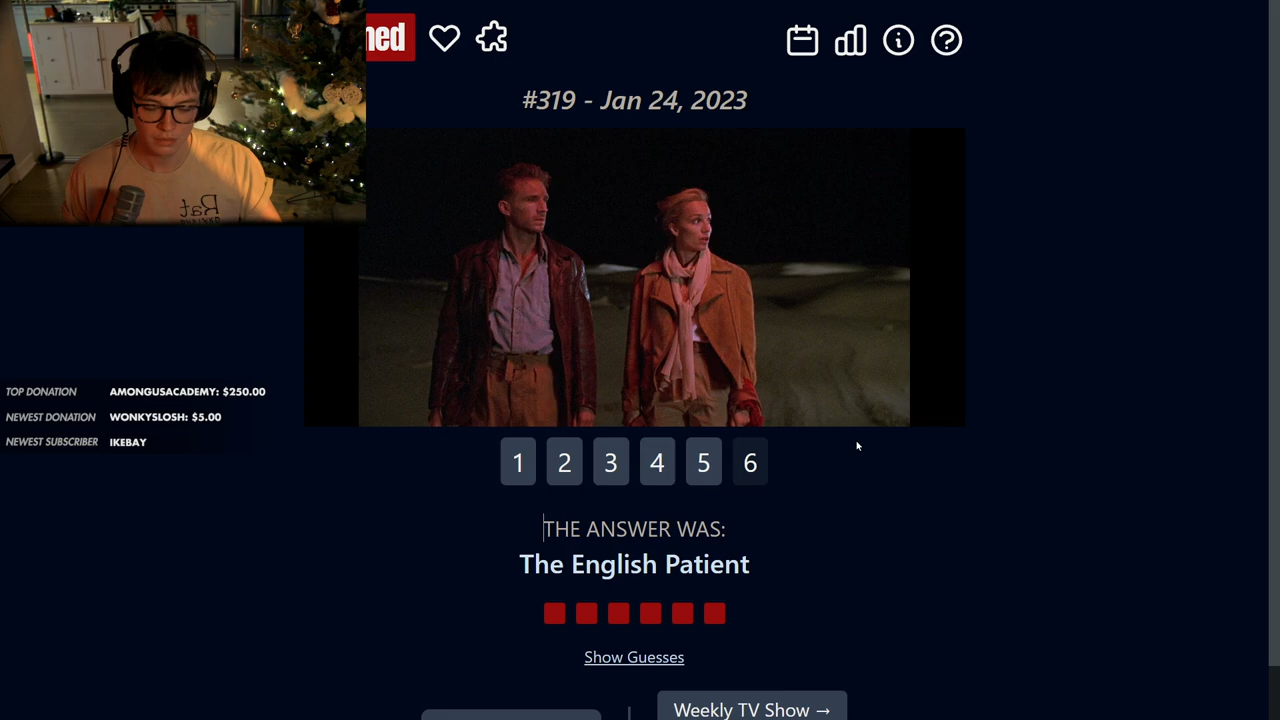 ned
#319 - Jan 24, 2023
Rat
TOP DONATION AMONGUSACADEMY: $250.00
NEWEST DONATION WONKYSLOSH: $5.00
NEWEST SUBSCRIBER IKEBAY
1 2 3 4 5 6
THE ANSWER WAS:
The English Patient
Show Guesses
Weekly TV Show →